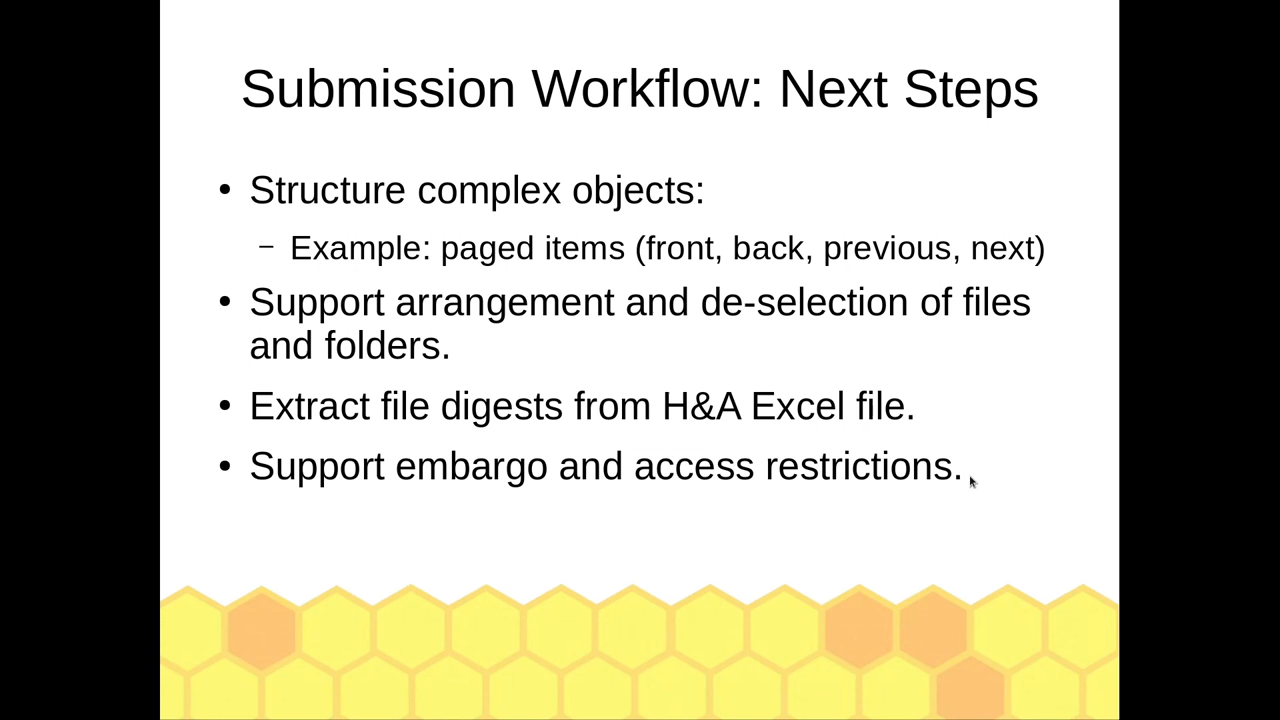 Submission Workflow: Next Steps
• Structure complex objects:
– Example: paged items (front, back, previous, next)
• Support arrangement and de-selection of files
and folders.
• Extract file digests from H&A Excel file.
• Support embargo and access restrictions.